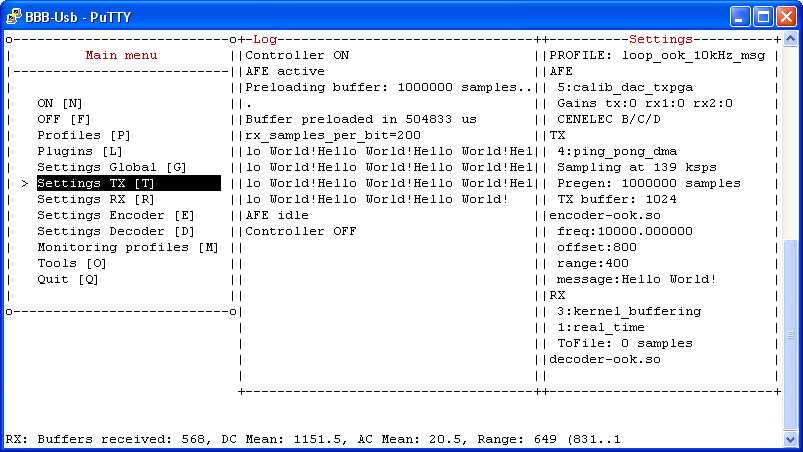 BBB-Usb - PuTTY
Main menu
ON [N]
OFF [F]
Profiles [P]
Plugins [L]
Settings Global [G]
> Settings TX [T]
Settings RX [R]
Settings Encoder [E]
Settings Decoder [D]
Monitoring profiles [M]
Tools [O]
Quit [Q]
Log
Controller ON
AFE active
Preloading buffer: 1000000 samples..
.
Buffer preloaded in 504833 us
rx_samples_per_bit=200
lo World!Hello World!Hello World!Hel
lo World!Hello World!Hello World!Hel
lo World!Hello World!Hello World!Hel
lo World!Hello World!Hello World!
AFE idle
Controller OFF
Settings
PROFILE: loop_ook_10kHz_msg
AFE
5:calib_dac_txpga
Gains tx:0 rx1:0 rx2:0
CENELEC B/C/D
TX
4:ping_pong_dma
Sampling at 139 ksps
Pregen: 1000000 samples
TX buffer: 1024
encoder-ook.so
freq:10000.000000
offset:800
range:400
message:Hello World!
RX
3:kernel_buffering
1:real_time
ToFile: 0 samples
decoder-ook.so
RX: Buffers received: 568, DC Mean: 1151.5, AC Mean: 20.5, Range: 649 (831..1